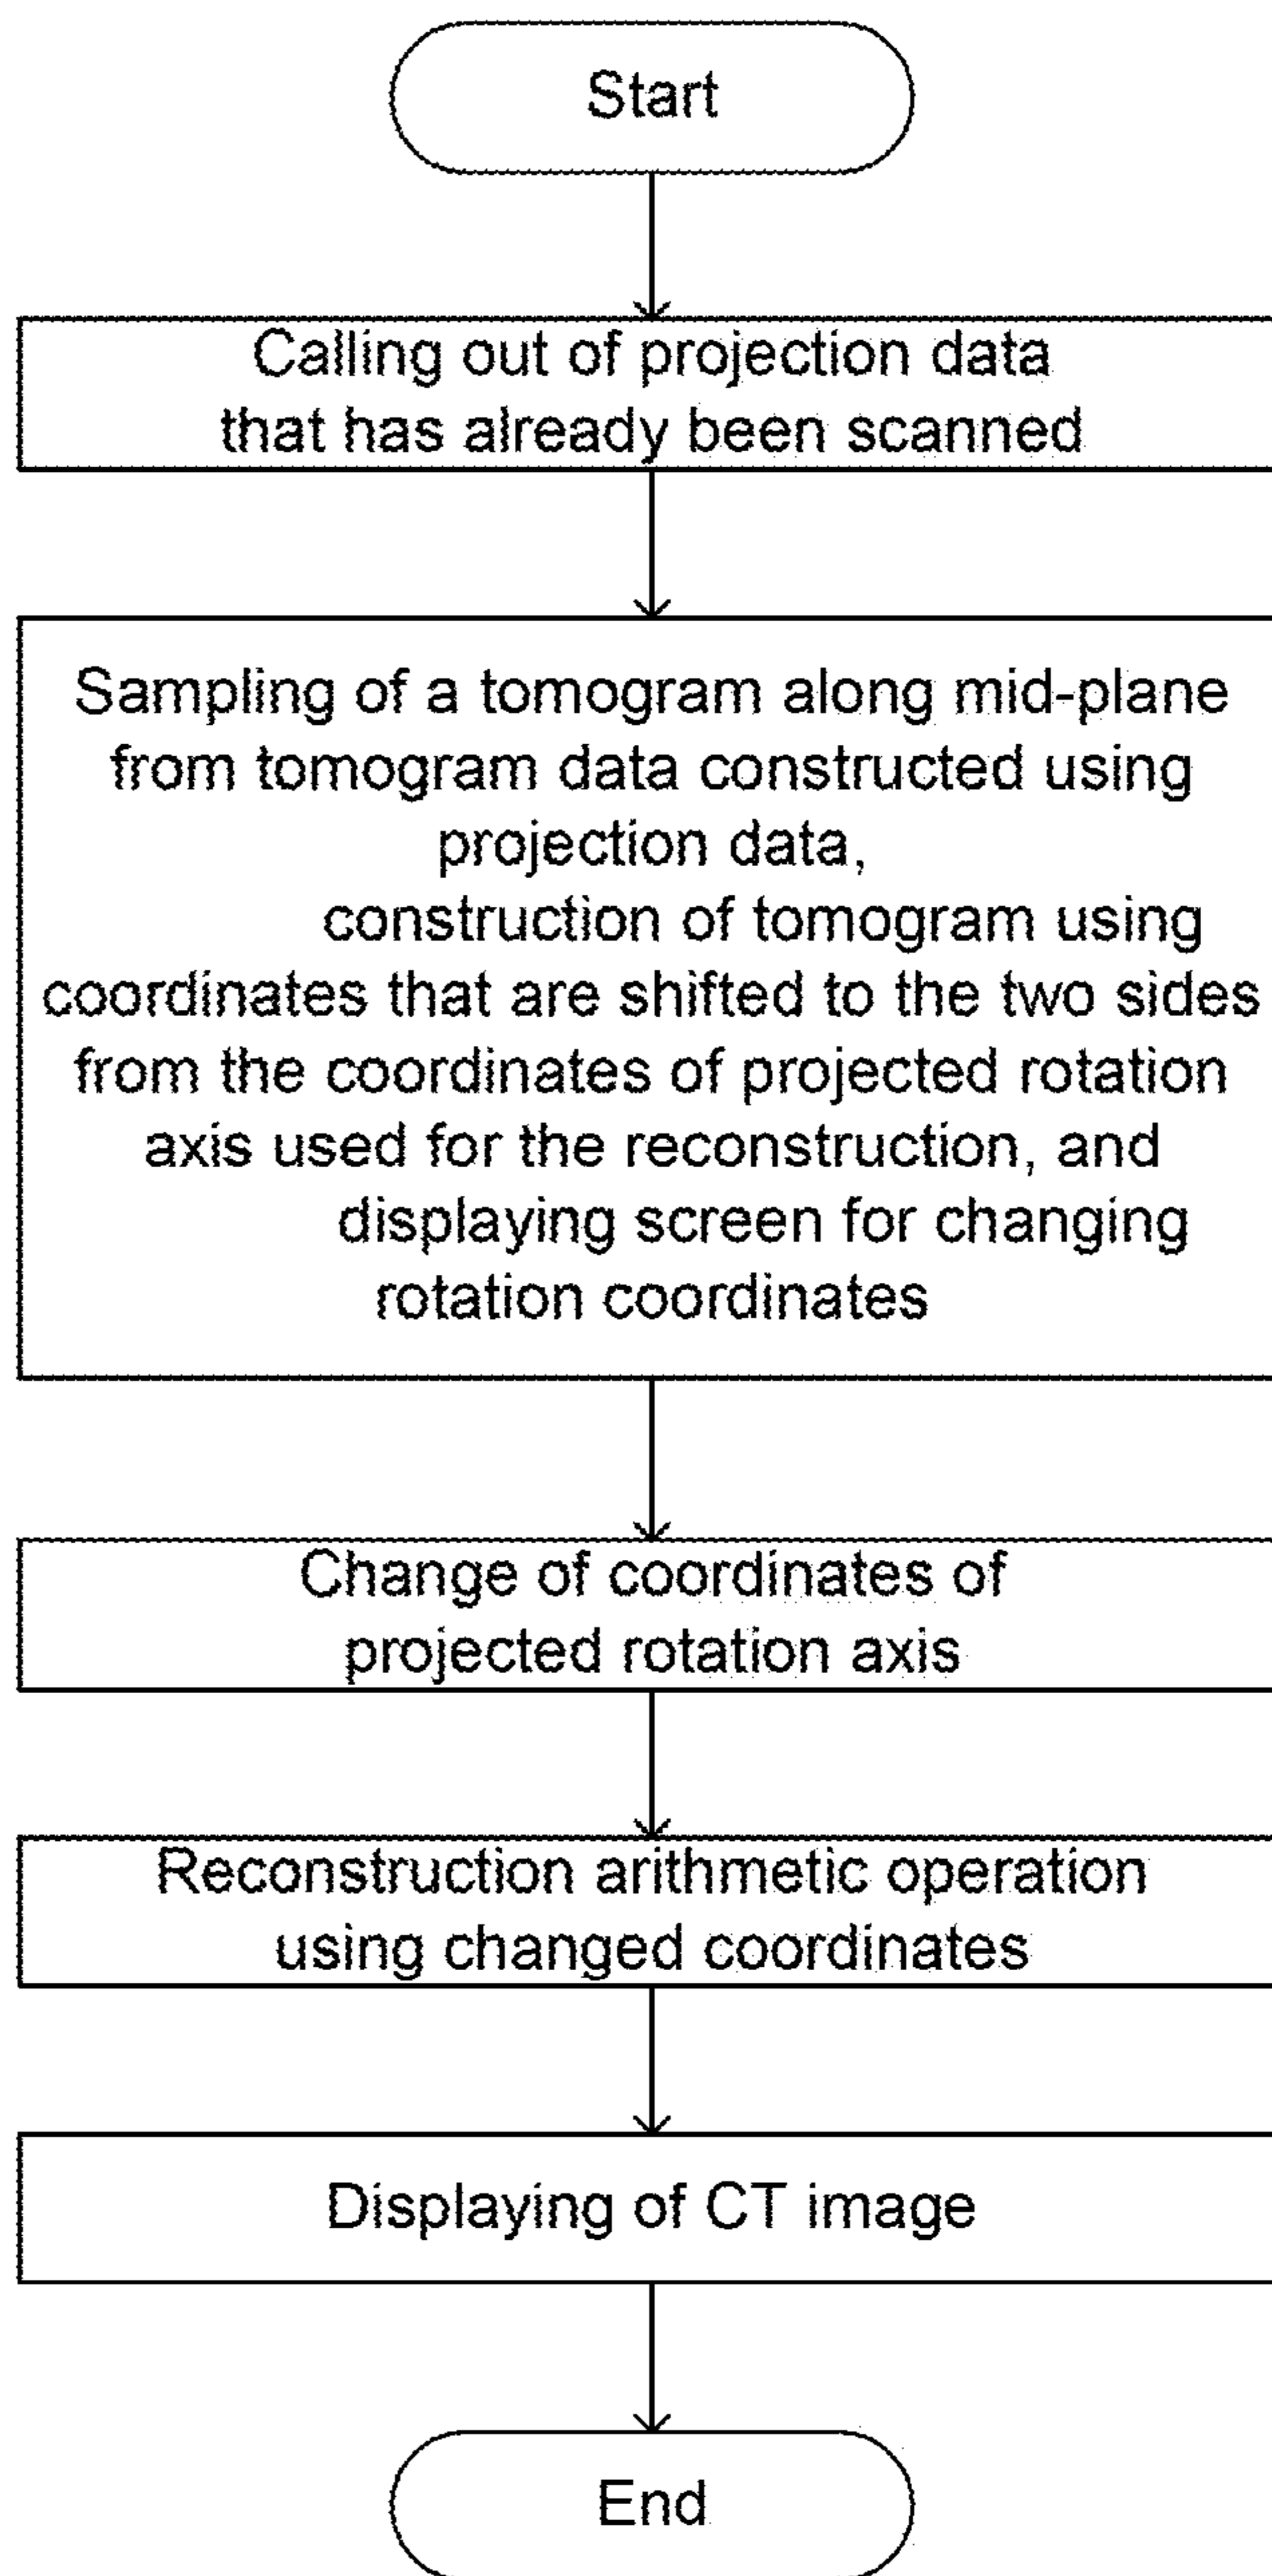 Start
Calling out of projection data
that has already been scanned
Sampling of a tomogram along mid-plane
from tomogram data constructed using
projection data,
construction of tomogram using
coordinates that are shifted to the two sides
from the coordinates of projected rotation
axis used for the reconstruction, and
displaying screen for changing
rotation coordinates
Change of coordinates of
projected rotation axis
Reconstruction arithmetic operation
using changed coordinates
Displaying of CT image
End